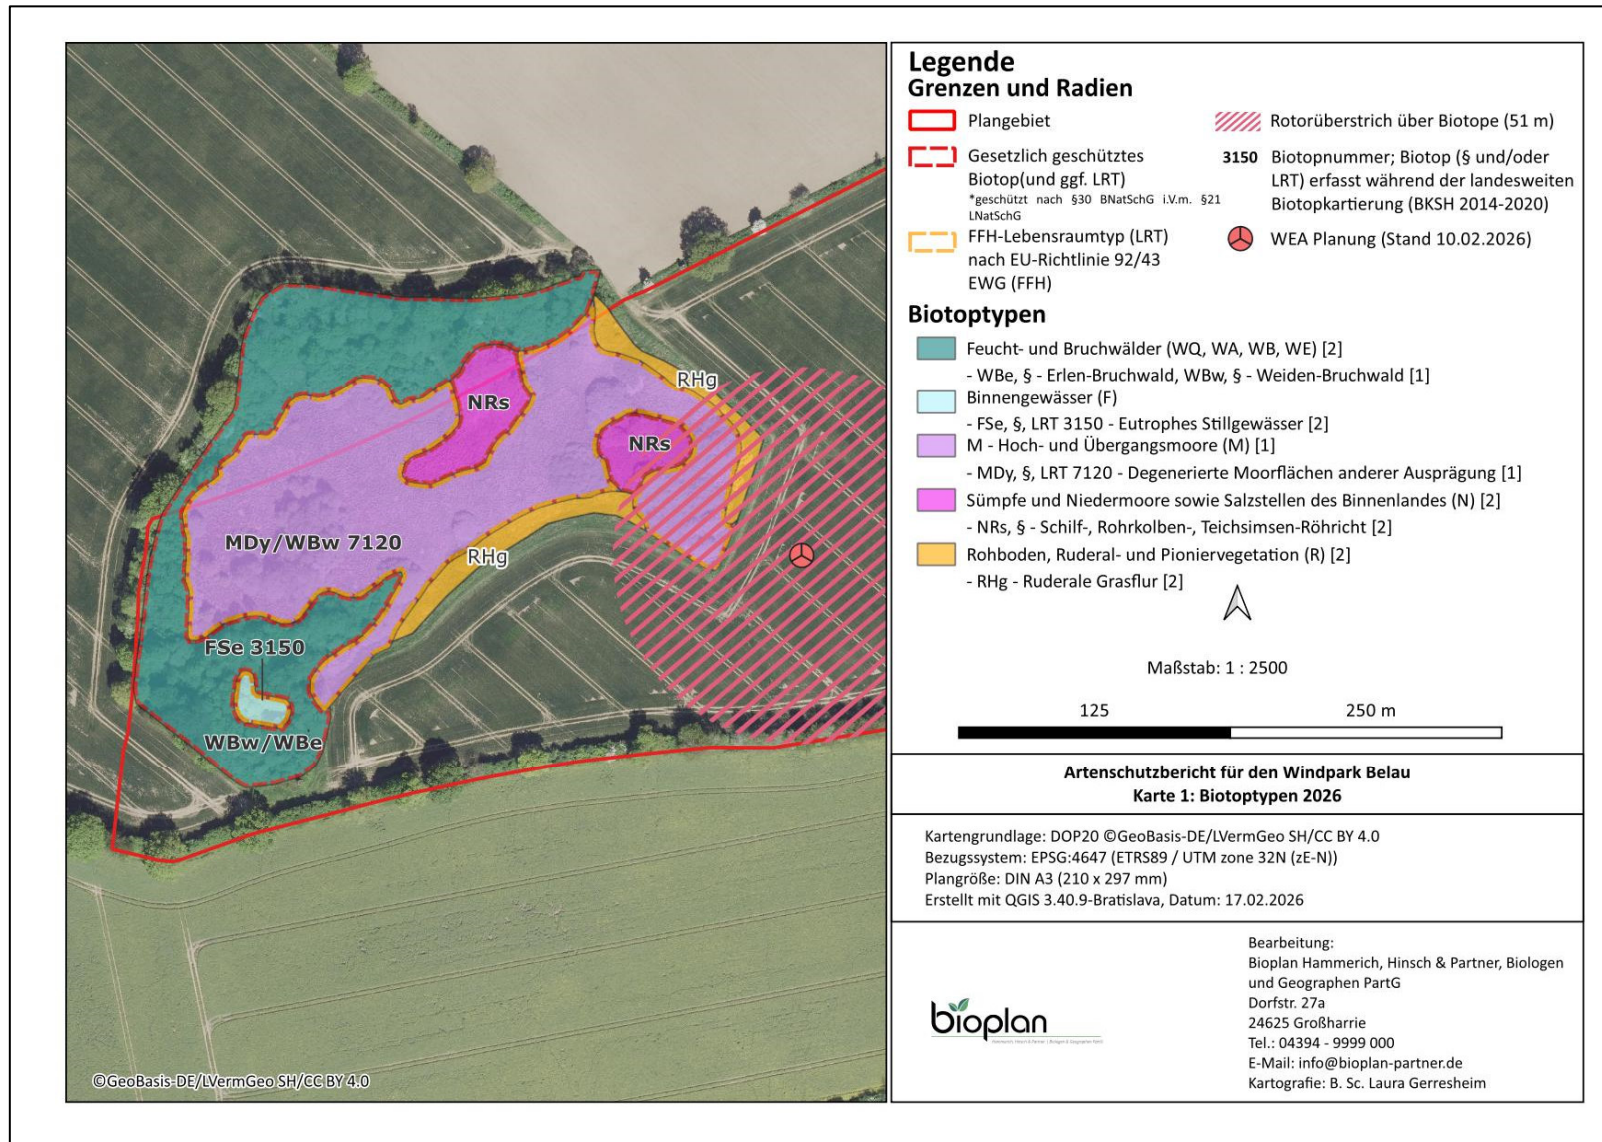 NRs
RHg
NRs
MDy/WBw 7120
RHg
FSe 3150
WBw/WBe
©GeoBasis-DE/LVermGeo SH/CC BY 4.0
Legende
Grenzen und Radien
Plangebiet
Gesetzlich geschütztes
Biotop(und ggf. LRT)
*geschützt nach §30 BNatSchG i.V.m. §21
LNatSchG
FFH-Lebensraumtyp (LRT)
nach EU-Richtlinie 92/43
EWG (FFH)
Rotorüberstrich über Biotope (51 m)
3150 Biotopnummer; Biotop (§ und/oder
LRT) erfasst während der landesweiten
Biotopkartierung (BKSH 2014-2020)
WEA Planung (Stand 10.02.2026)
Biotoptypen
Feucht- und Bruchwälder (WQ, WA, WB, WE) [2]
- WBe, § - Erlen-Bruchwald, WBw, § - Weiden-Bruchwald [1]
Binnengewässer (F)
- FSe, §, LRT 3150 - Eutrophes Stillgewässer [2]
M - Hoch- und Übergangsmoore (M) [1]
- MDy, §, LRT 7120 - Degenerierte Moorflächen anderer Ausprägung [1]
Sümpfe und Niedermoore sowie Salzstellen des Binnenlandes (N) [2]
- NRs, § - Schilf-, Rohrkolben-, Teichsimsen-Röhricht [2]
Rohboden, Ruderal- und Pioniervegetation (R) [2]
- RHg - Ruderale Grasflur [2]
Maßstab: 1 : 2500
125 250 m
Artenschutzbericht für den Windpark Belau
Karte 1: Biotoptypen 2026
Kartengrundlage: DOP20 ©GeoBasis-DE/LVermGeo SH/CC BY 4.0
Bezugssystem: EPSG:4647 (ETRS89 / UTM zone 32N (zE-N))
Plangröße: DIN A3 (210 x 297 mm)
Erstellt mit QGIS 3.40.9-Bratislava, Datum: 17.02.2026
bioplan
Bearbeitung:
Bioplan Hammerich, Hinsch & Partner, Biologen
und Geographen PartG
Dorfstr. 27a
24625 Großharrie
Tel.: 04394 - 9999 000
E-Mail: info@bioplan-partner.de
Kartografie: B. Sc. Laura Gerresheim